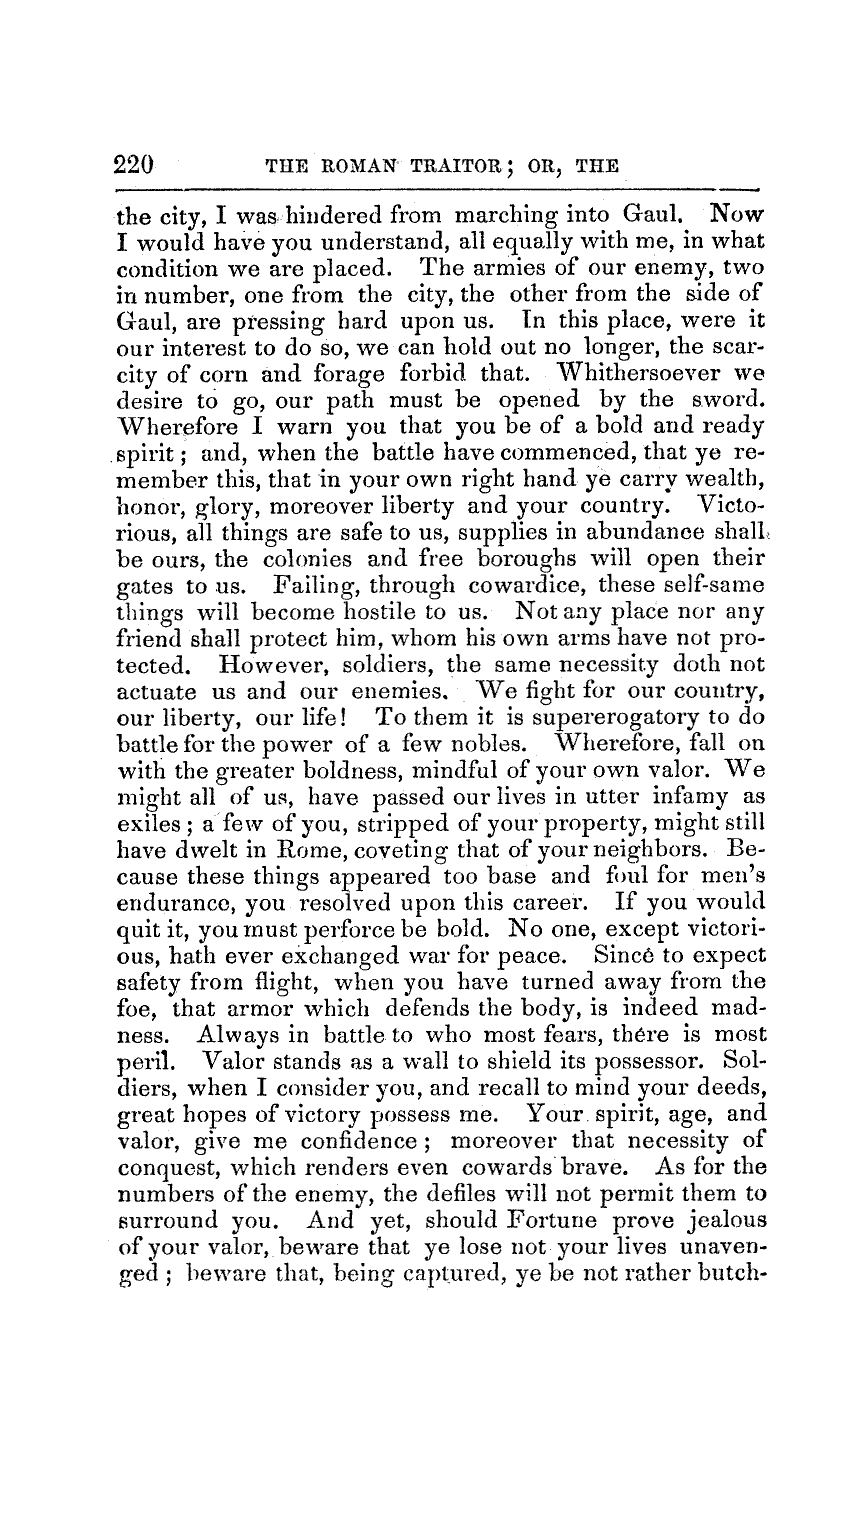 220 THE ROMAN TRAITOR; OR, THE
the city, I was hindered from marching into Gaul. Now
I would have you understand, all equally with me, in what
condition we are placed. The armies of our enemy, two
in number, one from the city, the other from the side of
Gaul, are pressing hard upon us. In this place, were it
our interest to do so, we can hold out no longer, the scar-
city of corn and forage forbid that. Whithersoever we
desire to go, our path must be opened by the sword.
Wherefore I warn you that you be of a bold and ready
spirit; and, when the battle have commenced, that ye re-
member this, that in your own right hand ye carry wealth,
honor, glory, moreover liberty and your country. Victo-
rious, all things are safe to us, supplies in abundance shall
be ours, the colonies and free boroughs will open their
gates to us. Failing, through cowardice, these self-same
things will become hostile to us. Not any place nor any
friend shall protect him, whom his own arms have not pro-
tected. However, soldiers, the same necessity doth not
actuate us and our enemies. We fight for our country,
our liberty, our life! To them it is supererogatory to do
battle for the power of a few nobles. Wherefore, fall on
with the greater boldness, mindful of your own valor. We
might all of us, have passed our lives in utter infamy as
exiles; a few of you, stripped of your property, might still
have dwelt in Rome, coveting that of your neighbors. Be-
cause these things appeared too base and foul for men's
endurance, you resolved upon this career. If you would
quit it, you must perforce be bold. No one, except victori-
ous, hath ever exchanged war for peace. Since to expect
safety from flight, when you have turned away from the
foe, that armor which defends the body, is indeed mad-
ness. Always in battle to who most fears, there is most
peril. Valor stands as a wall to shield its possessor. Sol-
diers, when I consider you, and recall to mind your deeds,
great hopes of victory possess me. Your spirit, age, and
valor, give me confidence; moreover that necessity of
conquest, which renders even cowards brave. As for the
numbers of the enemy, the defiles will not permit them to
surround you. And yet, should Fortune prove jealous
of your valor, beware that ye lose not your lives unaven-
ged; beware that, being captured, ye be not rather butch-